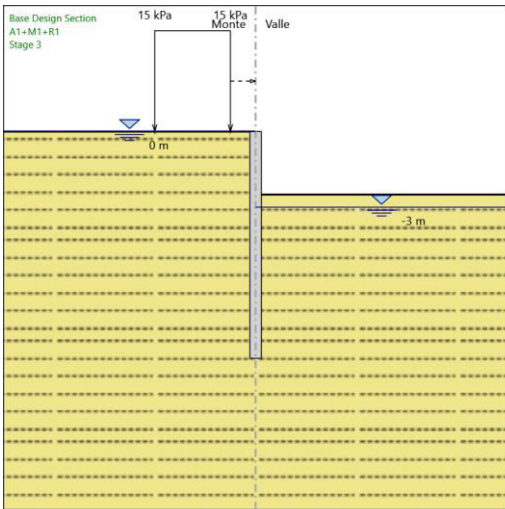 Base Design Section
A1+M1+R1
Stage 3
15 kPa
15 kPa
Monte
Valle
0 m
-3 m